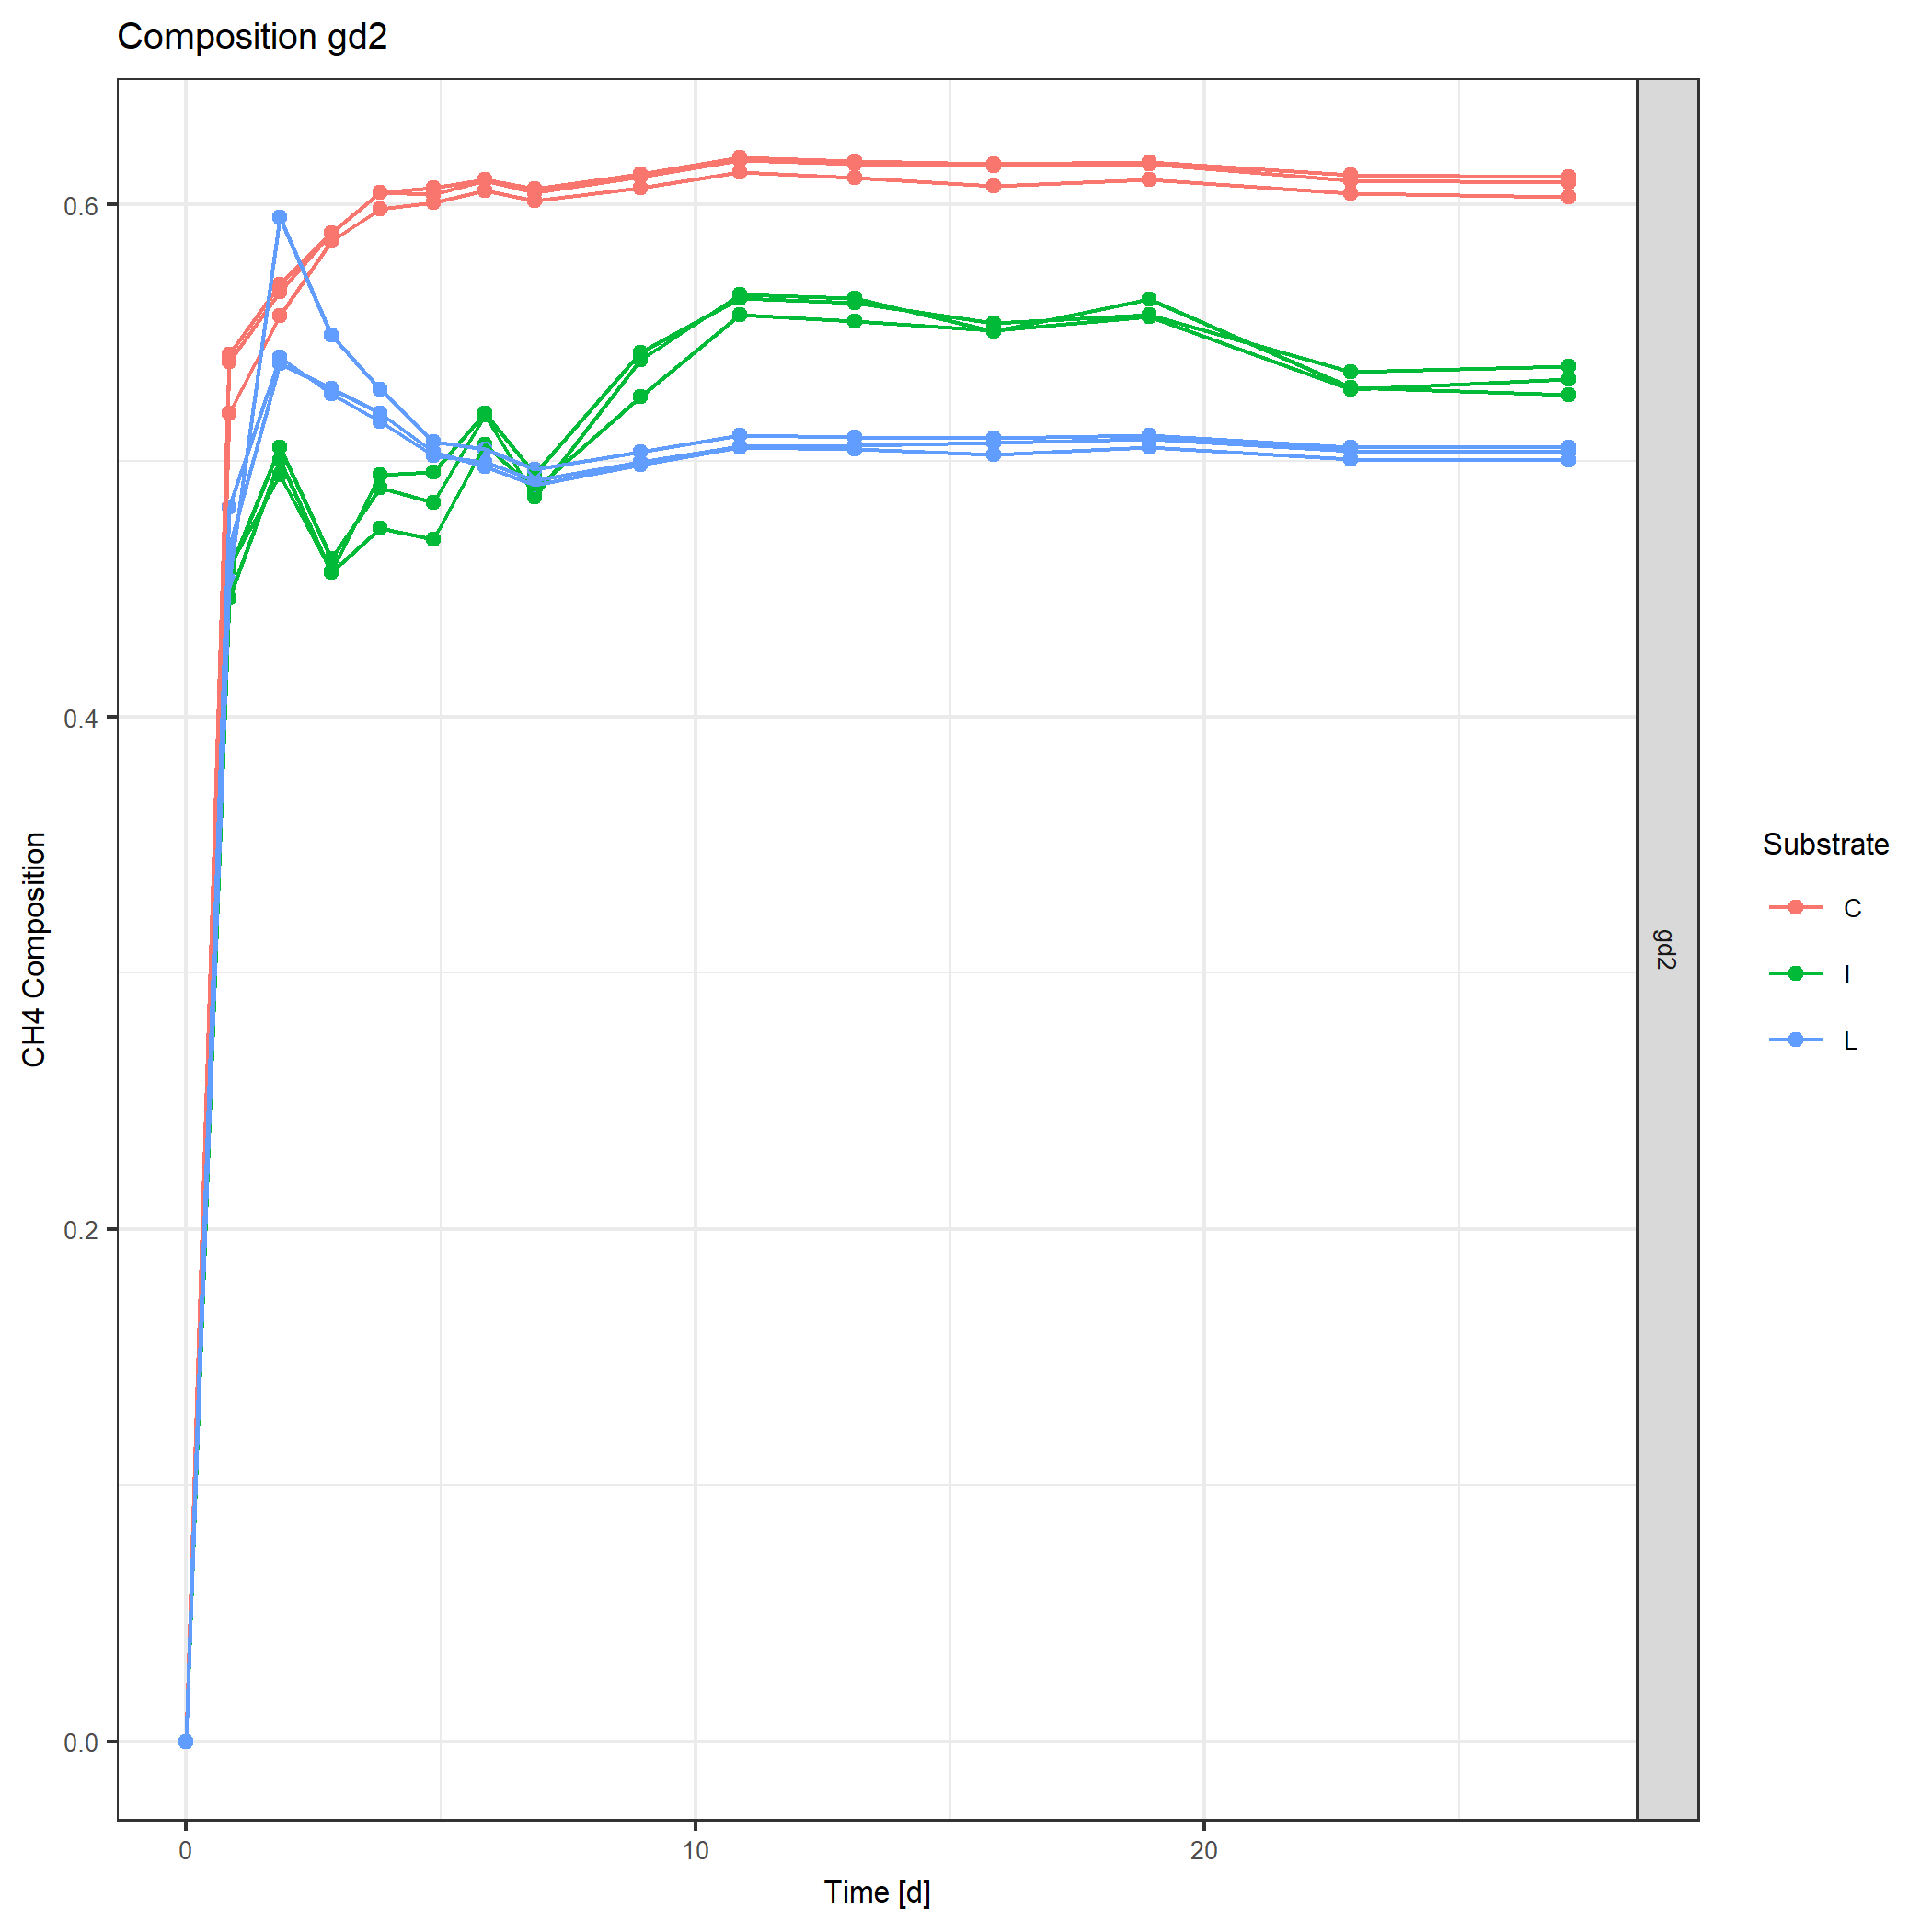 Composition gd2
CH4 Composition
0.6
0.4
0.2
0.0
0
10
20
Time [d]
gd2
Substrate
C
I
L